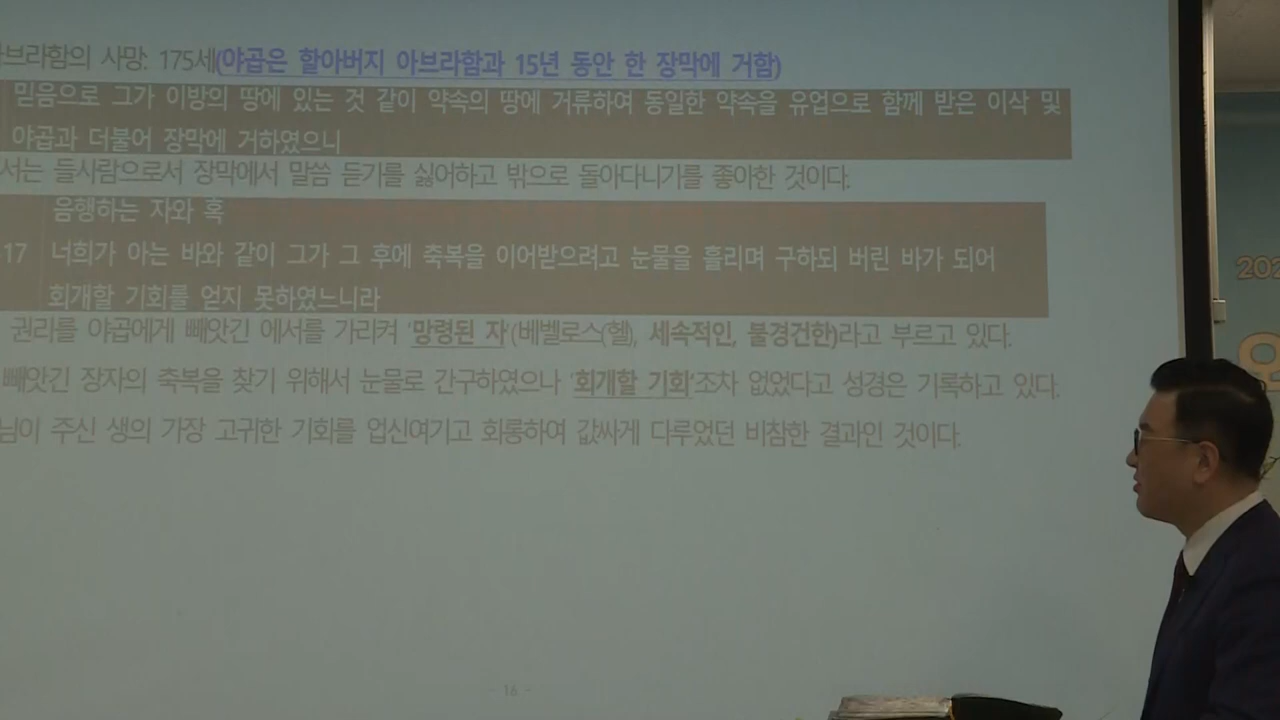 브라함의 사망: 175세(야곱은 할아버지 아브라함과 15년 동안 한 장막에 거함)
믿음으로 그가 이방의 땅에 있는 것 같이 약속의 땅에 거류하여 동일한 약속을 유업으로 함께 받은 이삭 및
야곱과 더불어 장막에 거하였으니
서는 들사람으로서 장막에서 말씀 듣기를 싫어하고 밖으로 돌아다니기를 좋아한 것이다.
음행하는 자와 혹
17 너희가 아는 바와 같이 그가 그 후에 축복을 이어받으려고 눈물을 흘리며 구하되 버린 바가 되어
회개할 기회를 얻지 못하였느니라
권리를 야곱에게 빼앗긴 에서를 가리켜 '망령된 자'(베벨로스(헬), 세속적인, 불경건한)라고 부르고 있다.
빼앗긴 장자의 축복을 찾기 위해서 눈물로 간구하였으나 '회개할 기회'조차 없었다고 성경은 기록하고 있다.
님이 주신 생의 가장 고귀한 기회를 업신여기고 희롱하여 값싸게 다루었던 비참한 결과인 것이다.
- 16 -
202